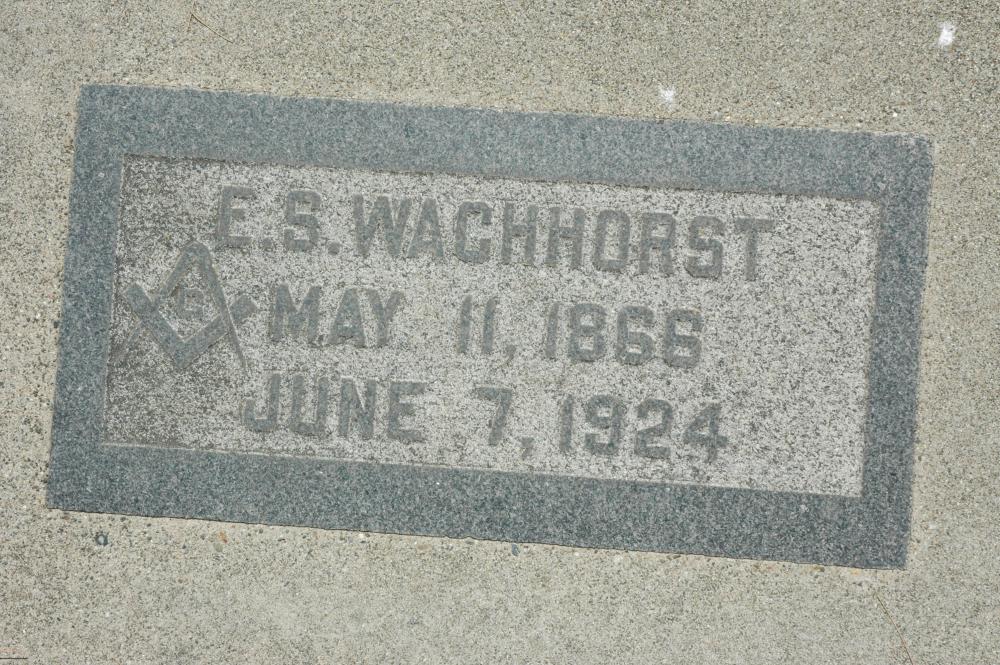 E.S. WACHHORST
G
MAY 11, 1866
JUNE 7, 1924